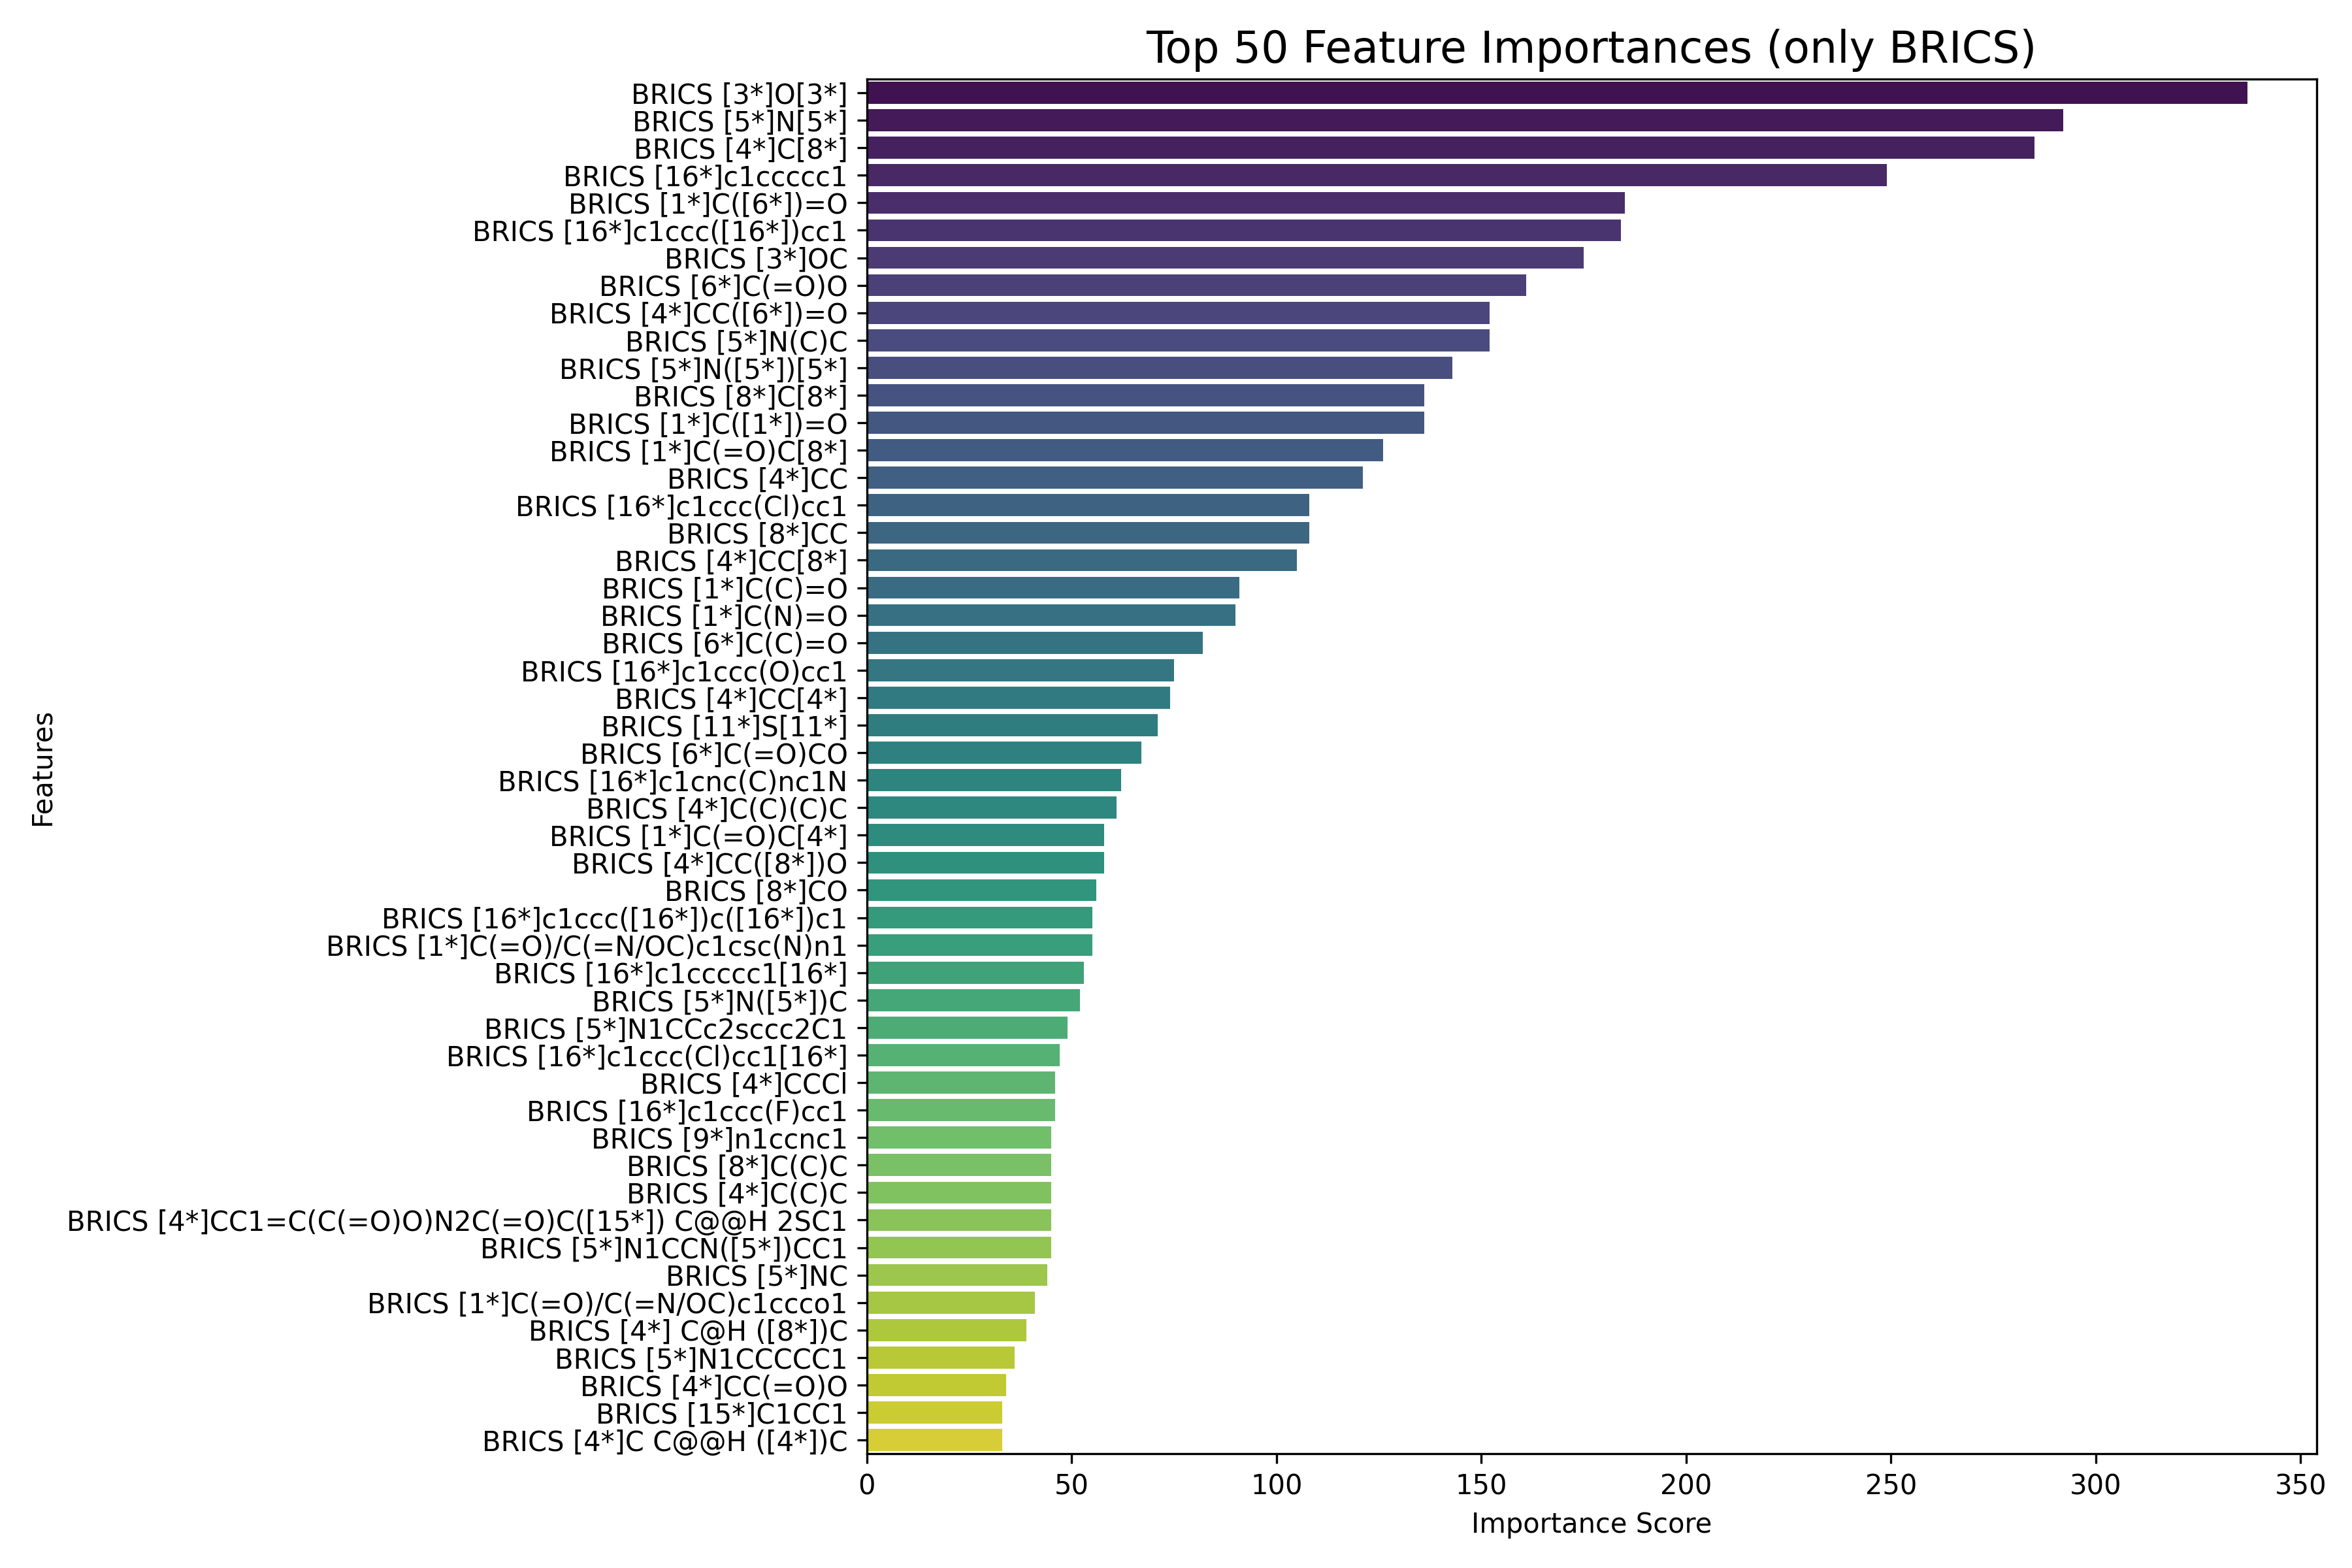 Top 50 Feature Importances (only BRICS)
BRICS [3*]O[3*]
BRICS [5*]N[5*]
BRICS [4*]C[8*]
BRICS [16*]c1ccccc1
BRICS [1*]C([6*])=O
BRICS [16*]c1ccc([16*])cc1
BRICS [3*]OC
BRICS [6*]C(=O)O
BRICS [4*]CC([6*])=O
BRICS [5*]N(C)C
BRICS [5*]N([5*])[5*]
BRICS [8*]C[8*]
BRICS [1*]C([1*])=O
BRICS [1*]C(=O)C[8*]
BRICS [4*]CC
BRICS [16*]c1ccc(Cl)cc1
BRICS [8*]CC
BRICS [4*]CC[8*]
BRICS [1*]C(C)=O
BRICS [1*]C(N)=O
BRICS [6*]C(C)=O
BRICS [16*]c1ccc(O)cc1
BRICS [4*]CC[4*]
BRICS [11*]S[11*]
BRICS [6*]C(=O)CO
BRICS [16*]c1cnc(C)nc1N
BRICS [4*]C(C)(C)C
BRICS [1*]C(=O)C[4*]
BRICS [4*]CC([8*])O
BRICS [8*]CO
BRICS [16*]c1ccc([16*])c([16*])c1
BRICS [1*]C(=O)/C(=N/OC)c1csc(N)n1
BRICS [16*]c1ccccc1[16*]
BRICS [5*]N([5*])C
BRICS [5*]N1CCc2sccc2C1
BRICS [16*]c1ccc(Cl)cc1[16*]
BRICS [4*]CCCl
BRICS [16*]c1ccc(F)cc1
BRICS [9*]n1ccnc1
BRICS [8*]C(C)C
BRICS [4*]C(C)C
BRICS [4*]CC1=C(C(=O)O)N2C(=O)C([15*]) C@@H 2SC1
BRICS [5*]N1CCN([5*])CC1
BRICS [5*]NC
BRICS [1*]C(=O)/C(=N/OC)c1ccco1
BRICS [4*] C@H ([8*])C
BRICS [5*]N1CCCCC1
BRICS [4*]CC(=O)O
BRICS [15*]C1CC1
BRICS [4*]C C@@H ([4*])C
Features
0 50 100 150 200 250 300 350
Importance Score